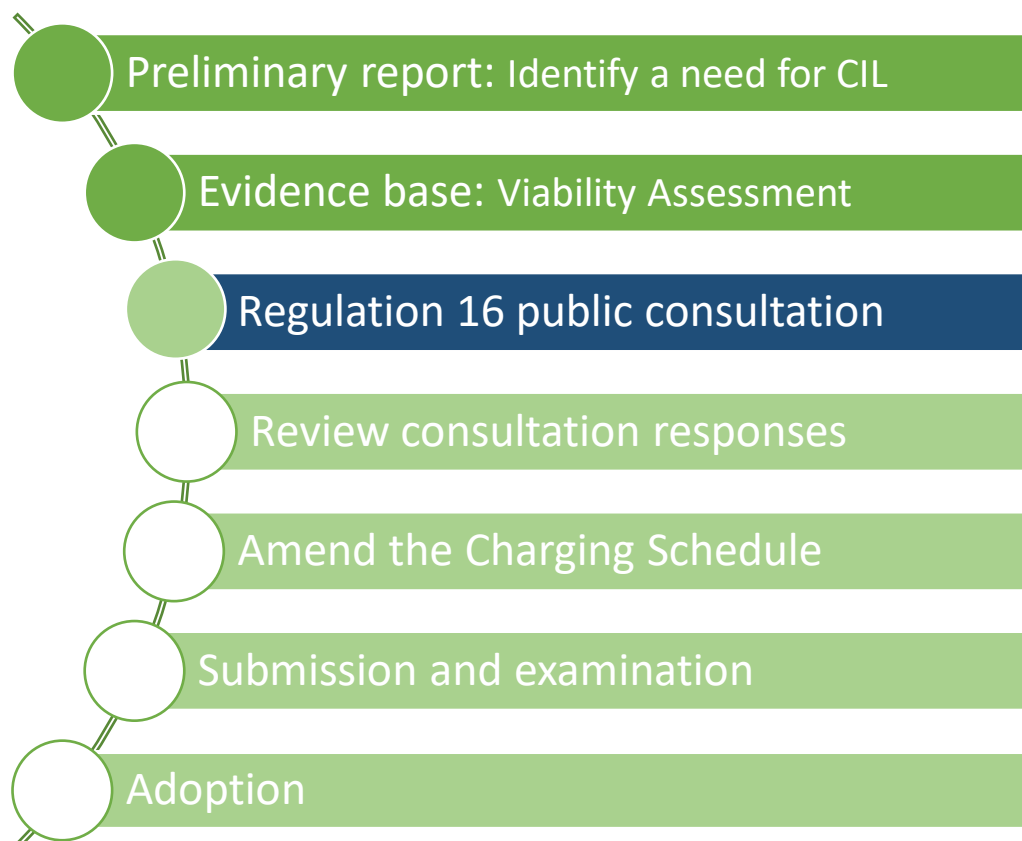 Preliminary report: Identify a need for CIL
Evidence base: Viability Assessment
Regulation 16 public consultation
Review consultation responses
Amend the Charging Schedule
Submission and examination
Adoption